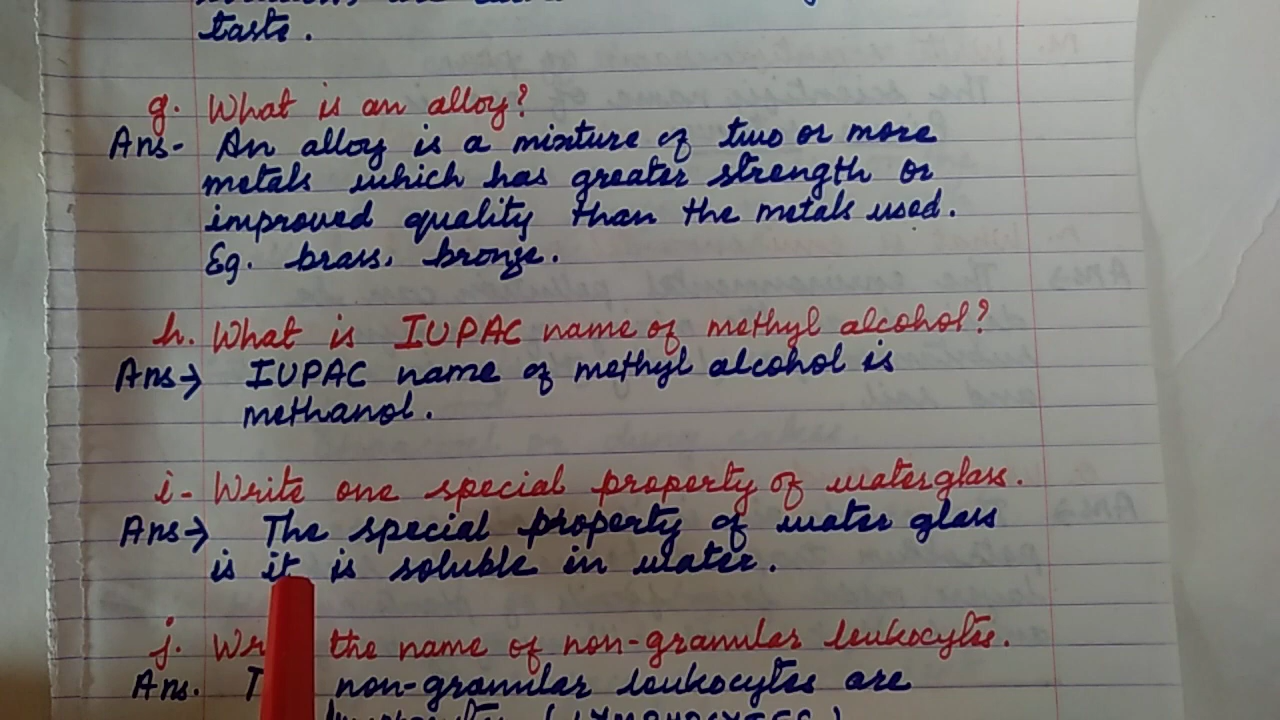 taste.
g. What is an alloy?
Ans- An alloy is a mixture of two or more
metals which has greater strength or
improved quality than the metals used.
Eg. brass, bronze.
h. What is IUPAC name of methyl alcohol?
Ans→ IUPAC name of methyl alcohol is
methanol.
i- Write one special property of waterglass.
Ans→ The special property of water glass
is it is soluble in water.
j. Wr the name of non-granular leukocytes.
Ans. T non-granular leukocytes are